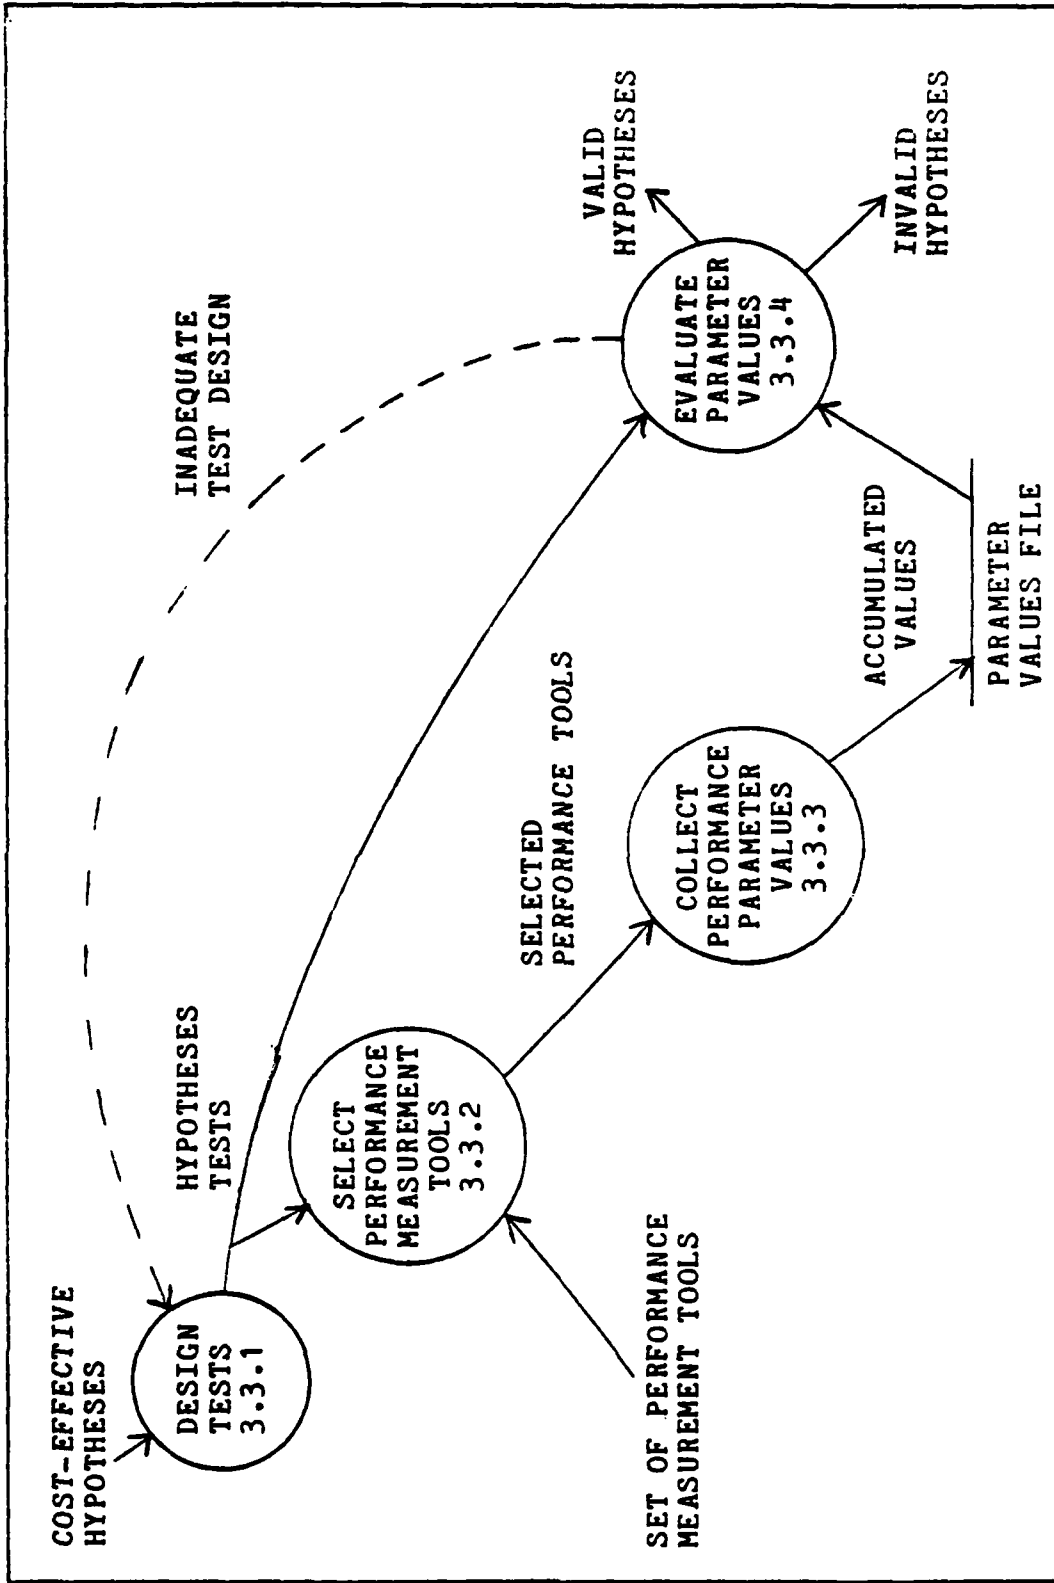 COST-EFFECTIVE
HYPOTHESES
DESIGN
TESTS
3.3.1
HYPOTHESES
TESTS
INADEQUATE
TEST DESIGN
SELECT
PERFORMANCE
MEASUREMENT
TOOLS
3.3.2
SET OF PERFORMANCE
MEASUREMENT TOOLS
SELECTED
PERFORMANCE TOOLS
COLLECT
PERFORMANCE
PARAMETER
VALUES
3.3.3
ACCUMULATED
VALUES
PARAMETER
VALUES FILE
EVALUATE
PARAMETER
VALUES
3.3.4
VALID
HYPOTHESES
INVALID
HYPOTHESES